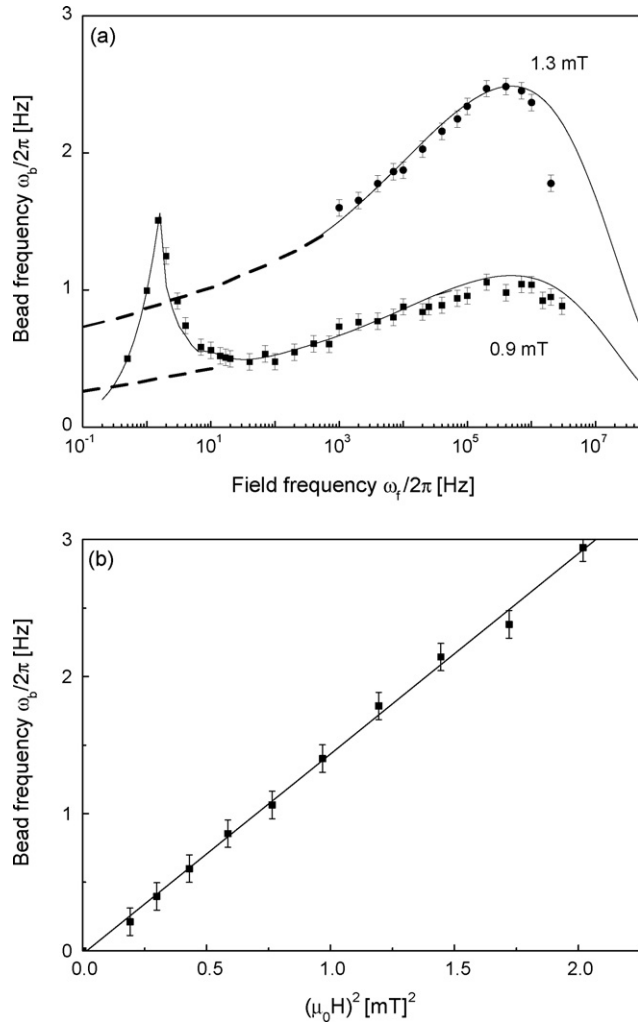 (a)
3
2
1
0
1.3 mT
0.9 mT
Bead frequency ω_b/2π [Hz]
10^-1 10^1 10^3 10^5 10^7
Field frequency ω_f/2π [Hz]
(b)
3
2
1
0
Bead frequency ω_b/2π [Hz]
0.0 0.5 1.0 1.5 2.0
(μ_0H)^2 [mT]^2